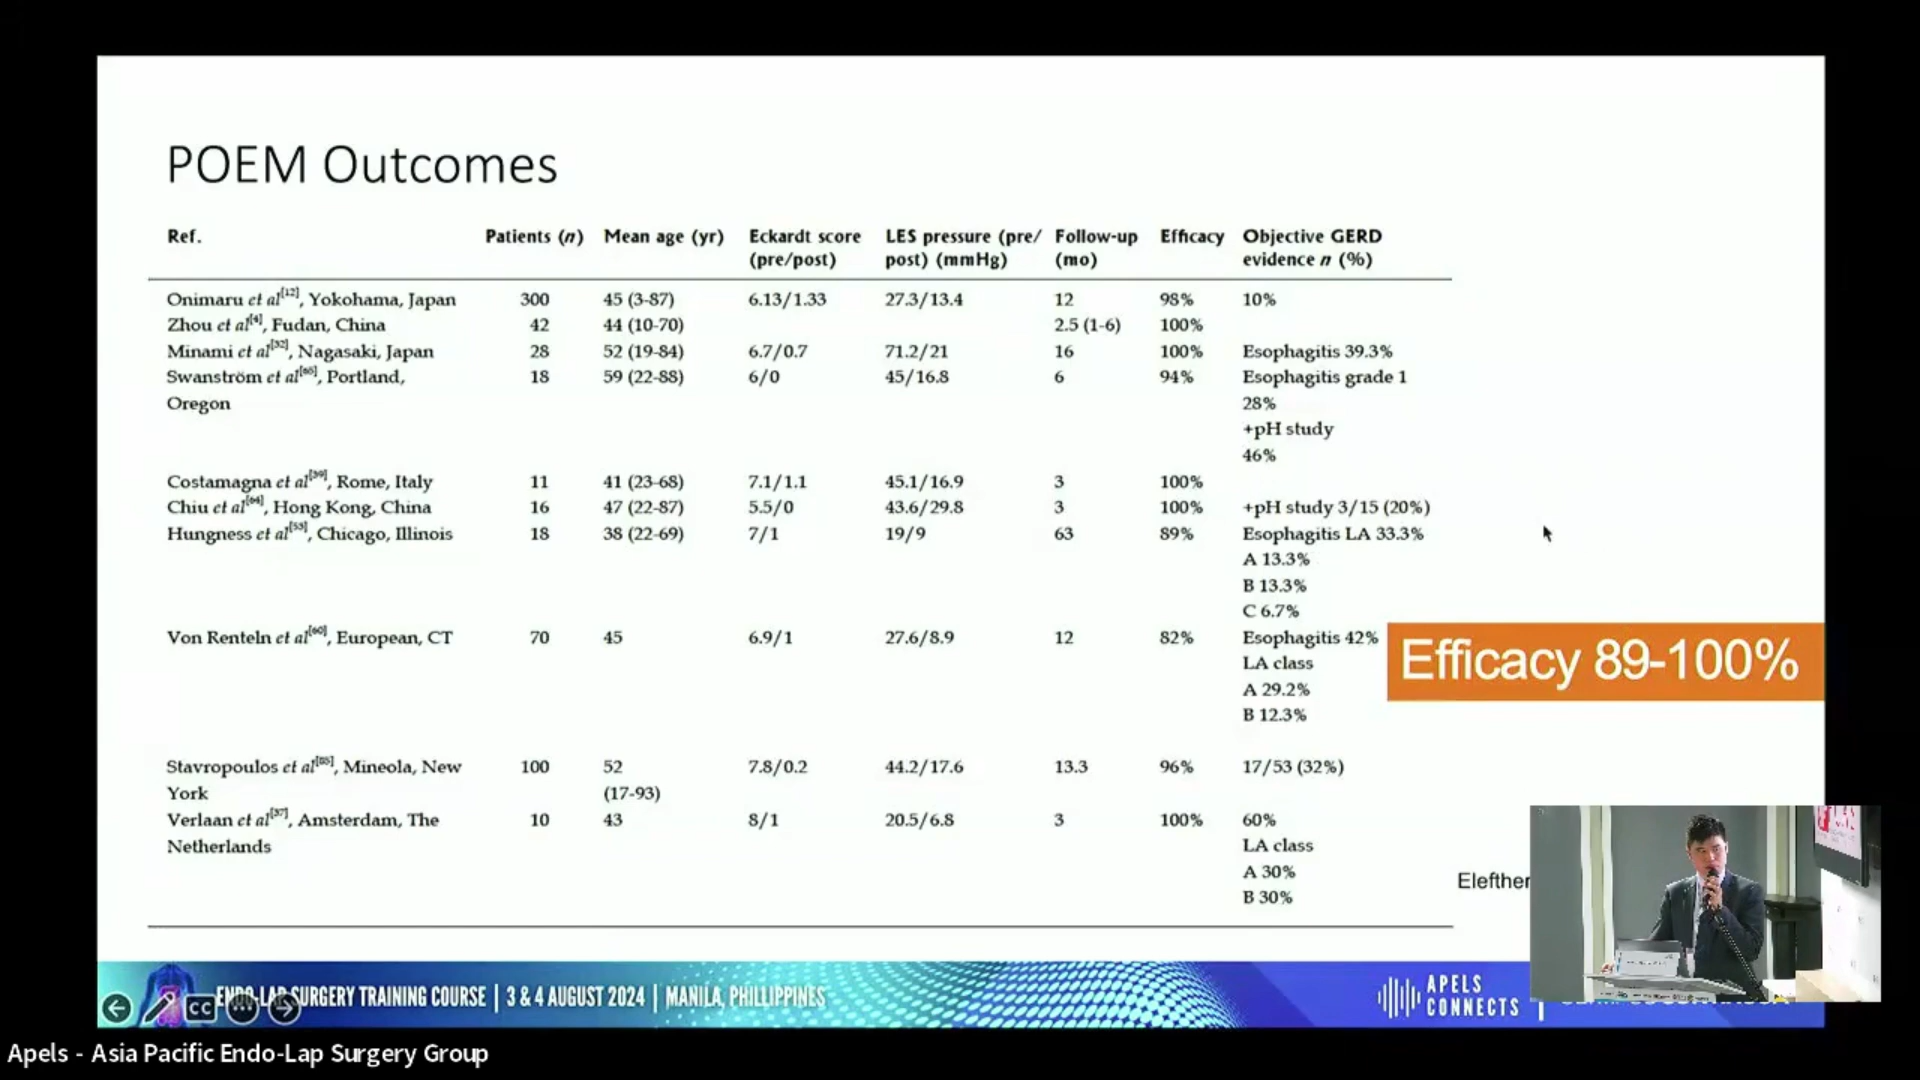 POEM Outcomes
Ref. Patients (n) Mean age (yr) Eckardt score (pre/post) LES pressure (pre/post) (mmHg) Follow-up (mo) Efficacy Objective GERD evidence n (%)
Onimaru et al[12], Yokohama, Japan 300 45 (3-87) 6.13/1.33 27.3/13.4 12 98% 10%
Zhou et al[4], Fudan, China 42 44 (10-70) 2.5 (1-6) 100%
Minami et al[32], Nagasaki, Japan 28 52 (19-84) 6.7/0.7 71.2/21 16 100% Esophagitis 39.3%
Swanström et al[65], Portland, 18 59 (22-88) 6/0 45/16.8 6 94% Esophagitis grade 1
Oregon 28%
+pH study
46%
Costamagna et al[39], Rome, Italy 11 41 (23-68) 7.1/1.1 45.1/16.9 3 100%
Chiu et al[64], Hong Kong, China 16 47 (22-87) 5.5/0 43.6/29.8 3 100% +pH study 3/15 (20%)
Hungness et al[53], Chicago, Illinois 18 38 (22-69) 7/1 19/9 63 89% Esophagitis LA 33.3%
A 13.3%
B 13.3%
C 6.7%
Von Renteln et al[60], European, CT 70 45 6.9/1 27.6/8.9 12 82% Esophagitis 42%
LA class
A 29.2%
B 12.3%
Efficacy 89-100%
Stavropoulos et al, Mineola, New 100 52 7.8/0.2 44.2/17.6 13.3 96% 17/53 (32%)
York (17-93)
Verlaan et al[37], Amsterdam, The 10 43 8/1 20.5/6.8 3 100% 60%
Netherlands LA class
A 30%
B 30%
Elefther
ENDO-LAP SURGERY TRAINING COURSE | 3 & 4 AUGUST 2024 | MANILA, PHILLIPPINES
APELS
CONNECTS
CC
Apels - Asia Pacific Endo-Lap Surgery Group